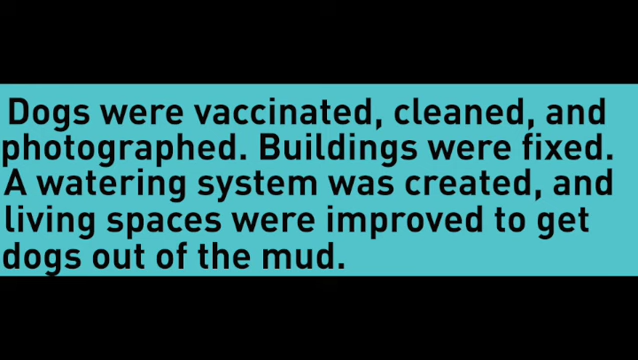 Dogs were vaccinated, cleaned, and
photographed. Buildings were fixed.
A watering system was created, and
living spaces were improved to get
dogs out of the mud.